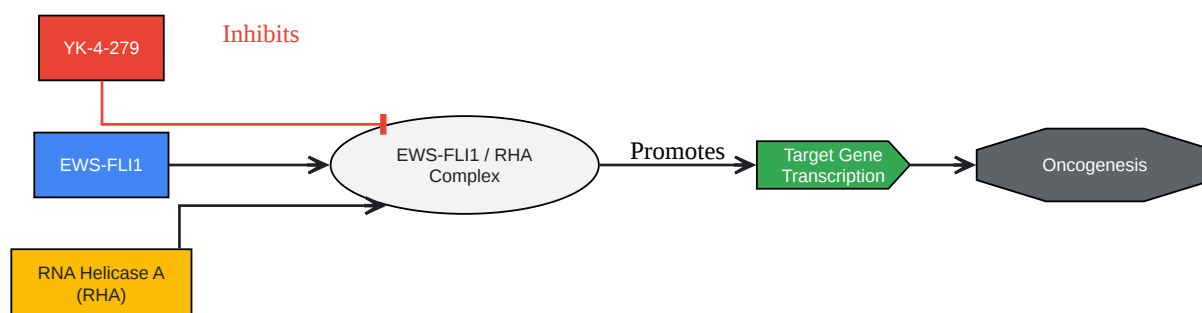 YK-4-279
Inhibits
EWS-FLI1
EWS-FLI1 / RHA
Complex
Promotes
Target Gene
Transcription
Oncogenesis
RNA Helicase A
(RHA)